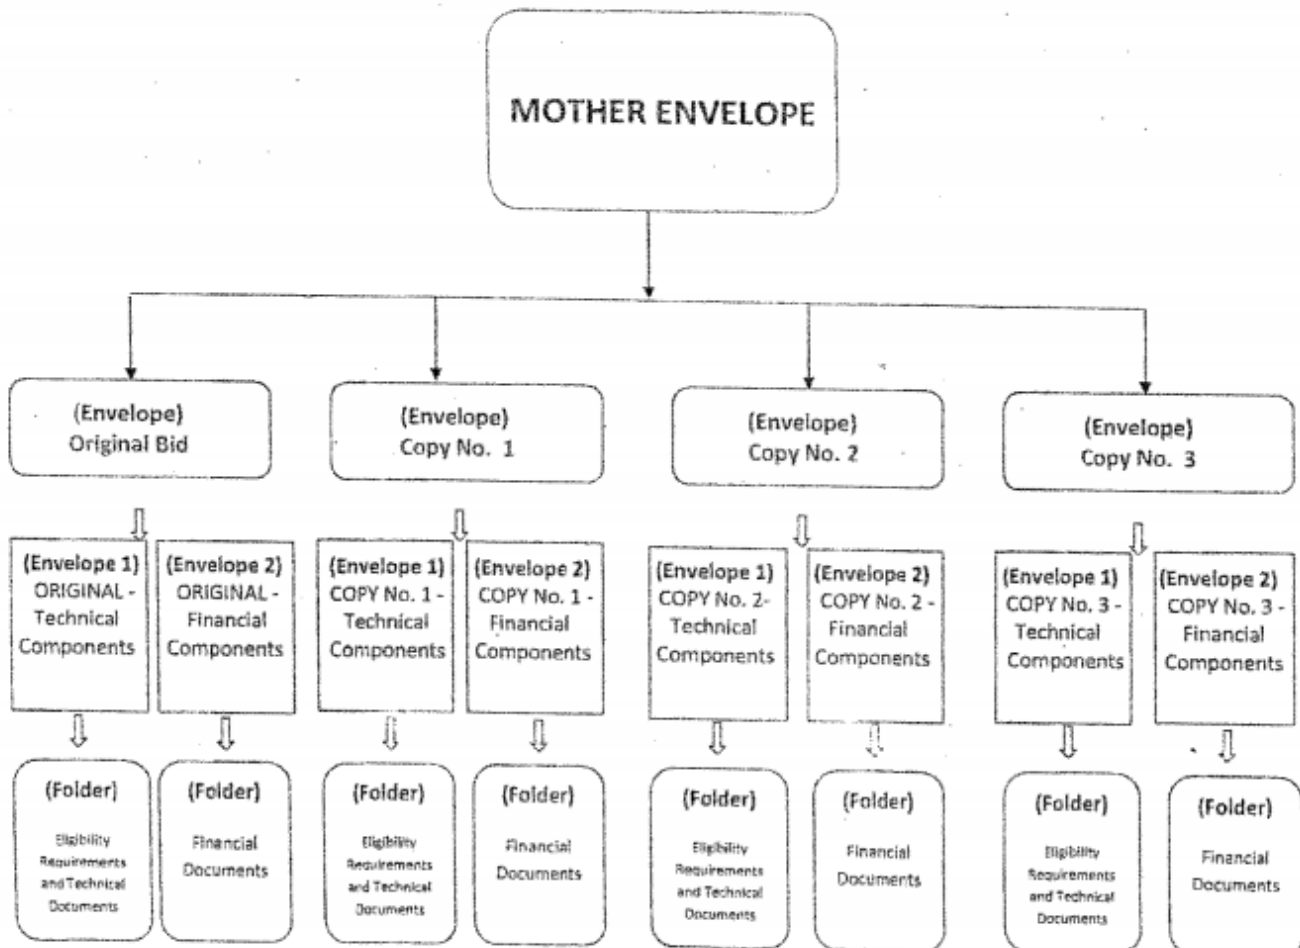 MOTHER ENVELOPE
(Envelope)
Original Bid
(Envelope)
Copy No. 1
(Envelope)
Copy No. 2
(Envelope)
Copy No. 3
(Envelope 1)
ORIGINAL -
Technical
Components
(Envelope 2)
ORIGINAL -
Financial
Components
(Envelope 1)
COPY No. 1 -
Technical
Components
(Envelope 2)
COPY No. 1 -
Financial
Components
(Envelope 1)
COPY No. 2-
Technical
Components
(Envelope 2)
COPY No. 2 -
Financial
Components
(Envelope 1)
COPY No. 3 -
Technical
Components
(Envelope 2)
COPY No. 3 -
Financial
Components
(Folder)
Eligibility
Requirements
and Technical
Documents
(Folder)
Financial
Documents
(Folder)
Eligibility
Requirements
and Technical
Documents
(Folder)
Financial
Documents
(Folder)
Eligibility
Requirements
and Technical
Documents
(Folder)
Financial
Documents
(Folder)
Eligibility
Requirements
and Technical
Documents
(Folder)
Financial
Documents